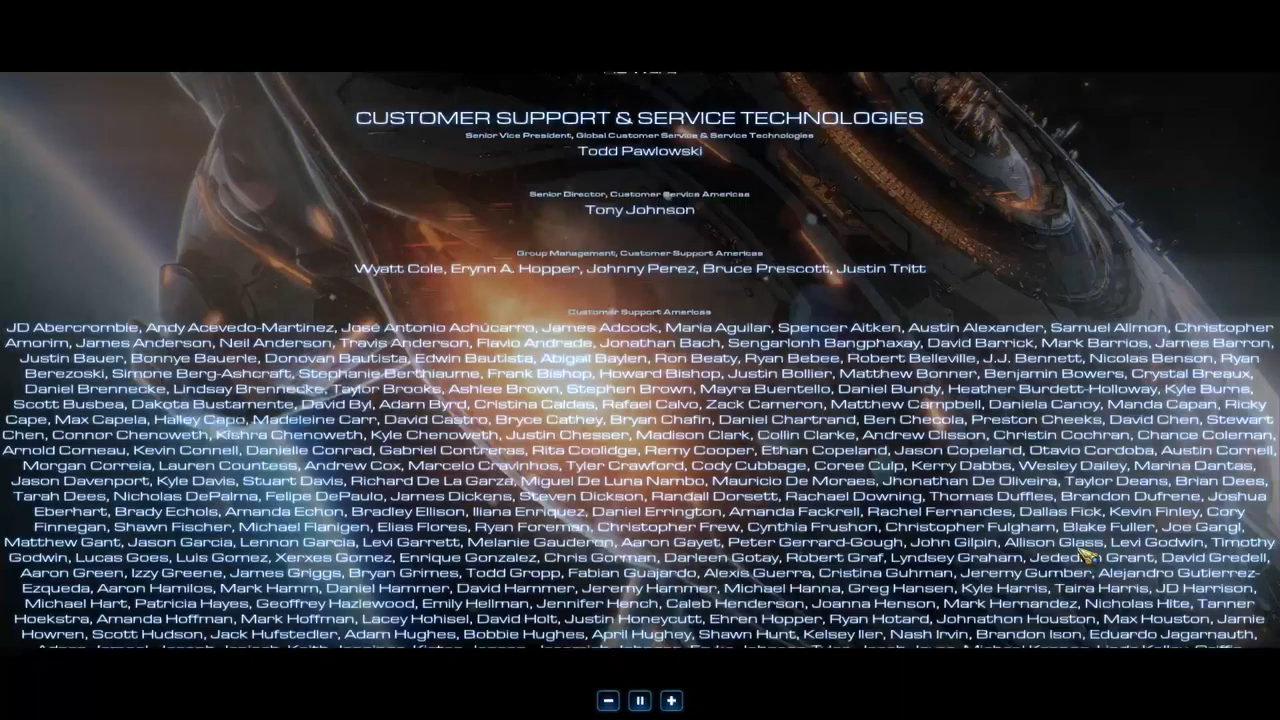 CUSTOMER SUPPORT & SERVICE TECHNOLOGIES
Senior Vice President, Global Customer Service & Service Technologies
Todd Pawlowski
Senior Director, Customer Service Americas
Tony Johnson
Group Management, Customer Support Americas
Wyatt Cole, Erynn A. Hopper, Johnny Perez, Bruce Prescott, Justin Tritt
Customer Support Americas
JD Abercrombie, Andy Acevedo-Martínez, José Antonio Achúcarro, James Adcock, Maria Aguilar, Spencer Aitken, Austin Alexander, Samuel Allmon, Christopher
Amorim, James Anderson, Neil Anderson, Travis Anderson, Flavio Andrade, Jonathan Bach, Sengarlonh Bangphaxay, David Barrick, Mark Barrios, James Barron,
Justin Bauer, Bonnye Bauerle, Donovan Bautista, Edwin Bautista, Abigail Baylen, Ron Beaty, Ryan Bebee, Robert Belleville, J.J. Bennett, Nicolas Benson, Ryan
Berezoski, Simone Berg-Ashcraft, Stephanie Berthiaume, Frank Bishop, Howard Bishop, Justin Bollier, Matthew Bonner, Benjamin Bowers, Crystal Breaux,
Daniel Brennecke, Lindsay Brennecke, Taylor Brooks, Ashlee Brown, Stephen Brown, Mayra Buentello, Daniel Bundy, Heather Burdett-Holloway, Kyle Burns,
Scott Busbea, Dakota Bustamente, David Byl, Adam Byrd, Cristina Caldas, Rafael Calvo, Zack Cameron, Matthew Campbell, Daniela Canoy, Manda Capan, Ricky
Cape, Max Capela, Halley Capo, Madeleine Carr, David Castro, Bryce Cathey, Bryan Chafin, Daniel Chartrand, Ben Checola, Preston Cheeks, David Chen, Stewart
Chen, Connor Chenoweth, Kishra Chenoweth, Kyle Chenoweth, Justin Chesser, Madison Clark, Collin Clarke, Andrew Clisson, Christin Cochran, Chance Coleman,
Arnold Comeau, Kevin Connell, Danielle Conrad, Gabriel Contreras, Rita Coolidge, Remy Cooper, Ethan Copeland, Jason Copeland, Otavio Cordoba, Austin Cornell,
Morgan Correia, Lauren Countess, Andrew Cox, Marcelo Cravinhos, Tyler Crawford, Cody Cubbage, Coree Culp, Kerry Dabbs, Wesley Dailey, Marina Dantas,
Jason Davenport, Kyle Davis, Stuart Davis, Richard De La Garza, Miguel De Luna Nambo, Mauricio De Moraes, Jhonathan De Oliveira, Taylor Deans, Brian Dees,
Tarah Dees, Nicholas DePalma, Felipe DePaulo, James Dickens, Steven Dickson, Randall Dorsett, Rachael Downing, Thomas Duffles, Brandon Dufrene, Joshua
Eberhart, Brady Echols, Amanda Echon, Bradley Ellison, Iliana Enriquez, Daniel Errington, Amanda Fackrell, Rachel Fernandes, Dallas Fick, Kevin Finley, Cory
Finnegan, Shawn Fischer, Michael Flanigen, Elias Flores, Ryan Foreman, Christopher Frew, Cynthia Frushon, Christopher Fulgham, Blake Fuller, Joe Gangl,
Matthew Gant, Jason Garcia, Lennon Garcia, Levi Garrett, Melanie Gauderon, Aaron Gayet, Peter Gerrard-Gough, John Gilpin, Allison Glass, Levi Godwin, Timothy
Godwin, Lucas Goes, Luis Gomez, Xerxes Gomez, Enrique Gonzalez, Chris Gorman, Darleen Gotay, Robert Graf, Lyndsey Graham, Grant, David Gredell,
Aaron Green, Izzy Greene, James Griggs, Bryan Grimes, Todd Gropp, Fabian Guajardo, Alexis Guerra, Cristina Guhman, Jeremy Gumber, Alejandro Gutierrez-
Ezqueda, Aaron Hamilos, Mark Hamm, Daniel Hammer, David Hammer, Jeremy Hammer, Michael Hanna, Greg Hansen, Kyle Harris, Taira Harris, JD Harrison,
Michael Hart, Patricia Hayes, Geoffrey Hazlewood, Emily Hellman, Jennifer Hench, Caleb Henderson, Joanna Henson, Mark Hernandez, Nicholas Hite, Tanner
Hoekstra, Amanda Hoffman, Mark Hoffman, Lacey Hohisel, David Holt, Justin Honeycutt, Ehren Hopper, Ryan Hotard, Johnathon Houston, Max Houston, Jamie
Howren, Scott Hudson, Jack Hufstedler, Adam Hughes, Bobbie Hughes, April Hughey, Shawn Hunt, Kelsey Iler, Nash Irvin, Brandon Ison, Eduardo Jagarnauth,